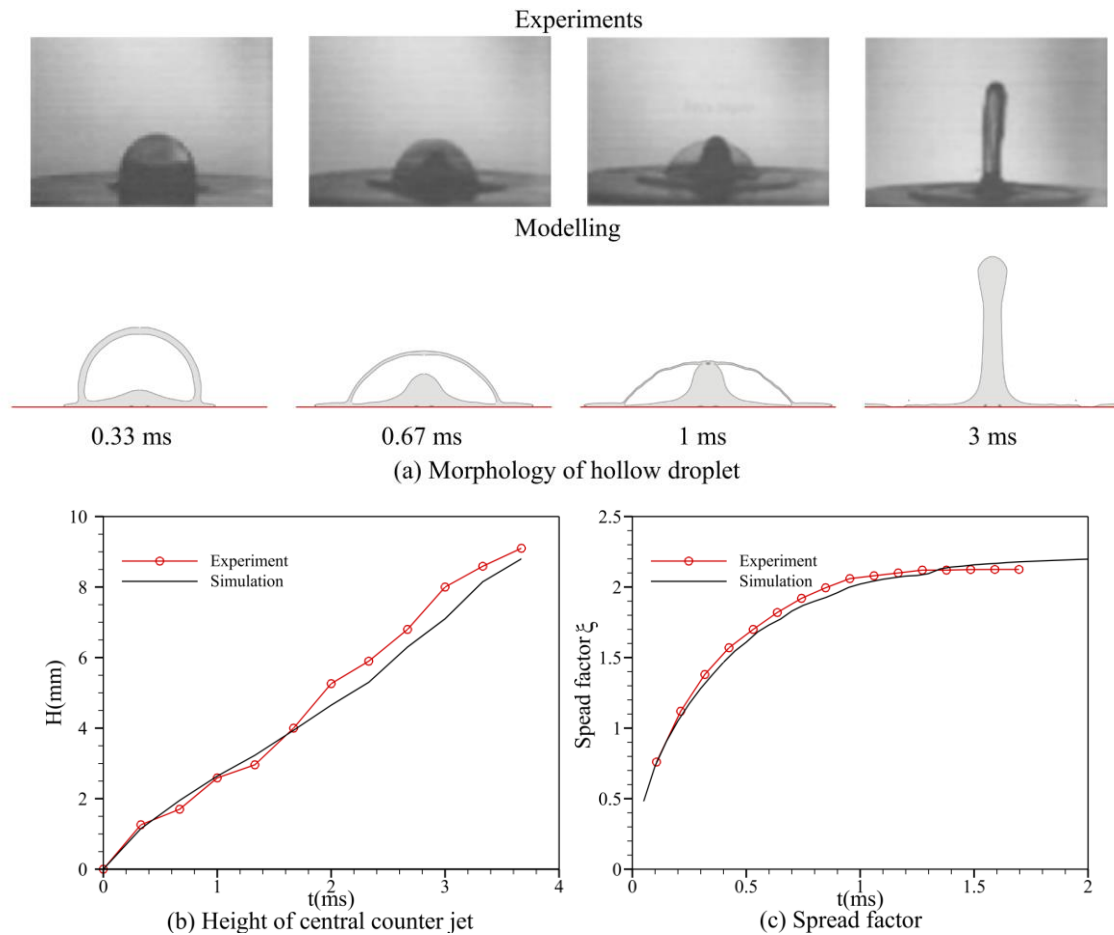 Experiments
Modelling
0.33 ms
0.67 ms
1 ms
3 ms
(a) Morphology of hollow droplet
10
8
6
4
2
0
H(mm)
Experiment
Simulation
0
1
2
3
4
t(ms)
(b) Height of central counter jet
2.5
2
1.5
1
0.5
0
Spead factor ξ
Experiment
Simulation
0
0.5
1
1.5
2
t(ms)
(c) Spread factor